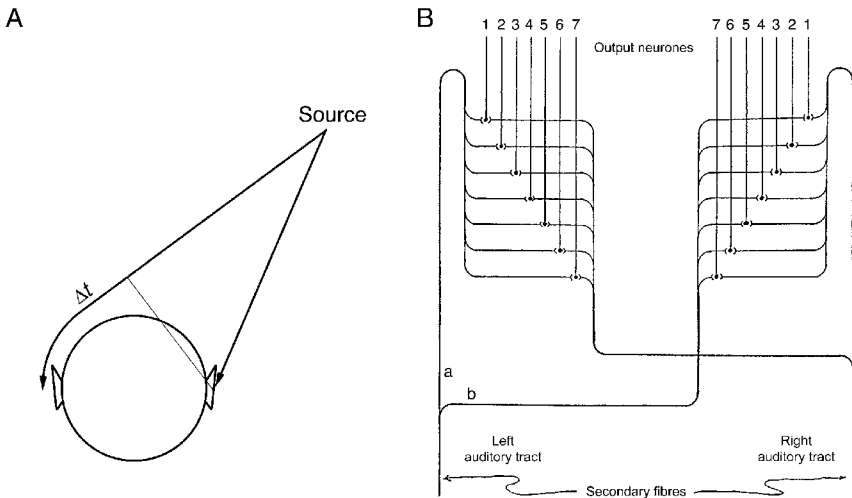 A
Source
Δt
B
1 2 3 4 5 6 7
7 6 5 4 3 2 1
Output neurones
a
b
Left
auditory tract
Right
auditory tract
Secondary fibres